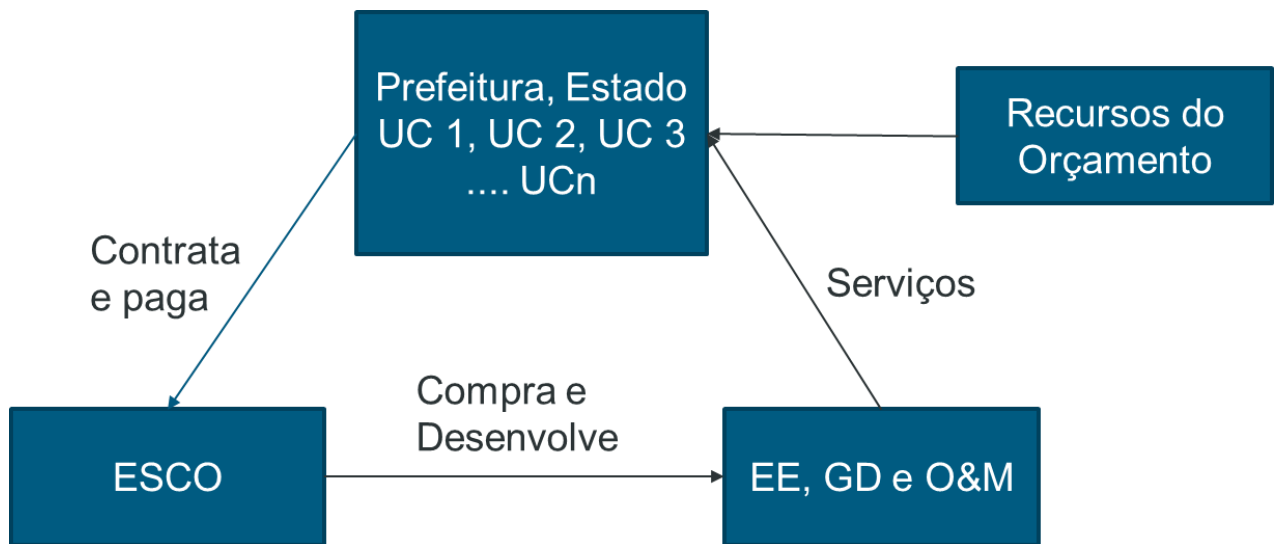 Prefeitura, Estado
UC 1, UC 2, UC 3
.... UCn
Recursos do
Orçamento
Contrata
e paga
Serviços
Compra e
Desenvolve
ESCO
EE, GD e O&M